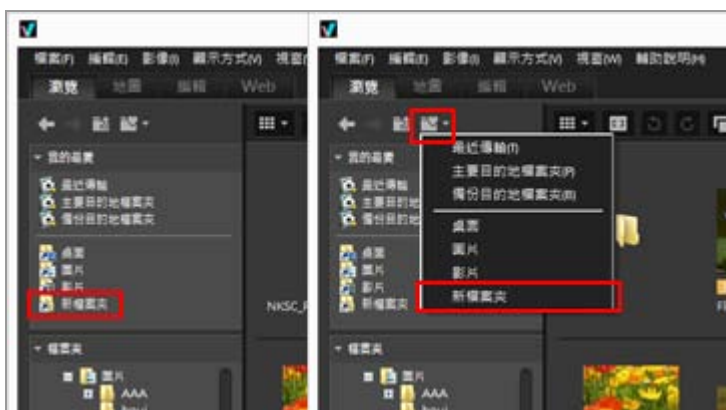 檔案(F) 編輯(E) 影像(I) 顯示方式(V) 視窗
瀏覽 地圖 編輯 Web
我的最愛
最近傳輸
主要目的地檔案夾
備份目的地檔案夾
桌面
圖片
影片
新檔案夾
NKSC_
檔案夾
圖片
AAA
檔案(F) 編輯(E) 影像(I) 顯示方式(V) 視窗(W) 輔助說明(H)
瀏覽 地圖 編輯 Web
我的最愛
最近傳輸
主要目的地
備份目的地
桌面
圖片
影片
新檔案夾
最近傳輸(I)
主要目的地檔案夾(P)
備份目的地檔案夾(B)
桌面
圖片
影片
新檔案夾
檔案夾
圖片
AAA